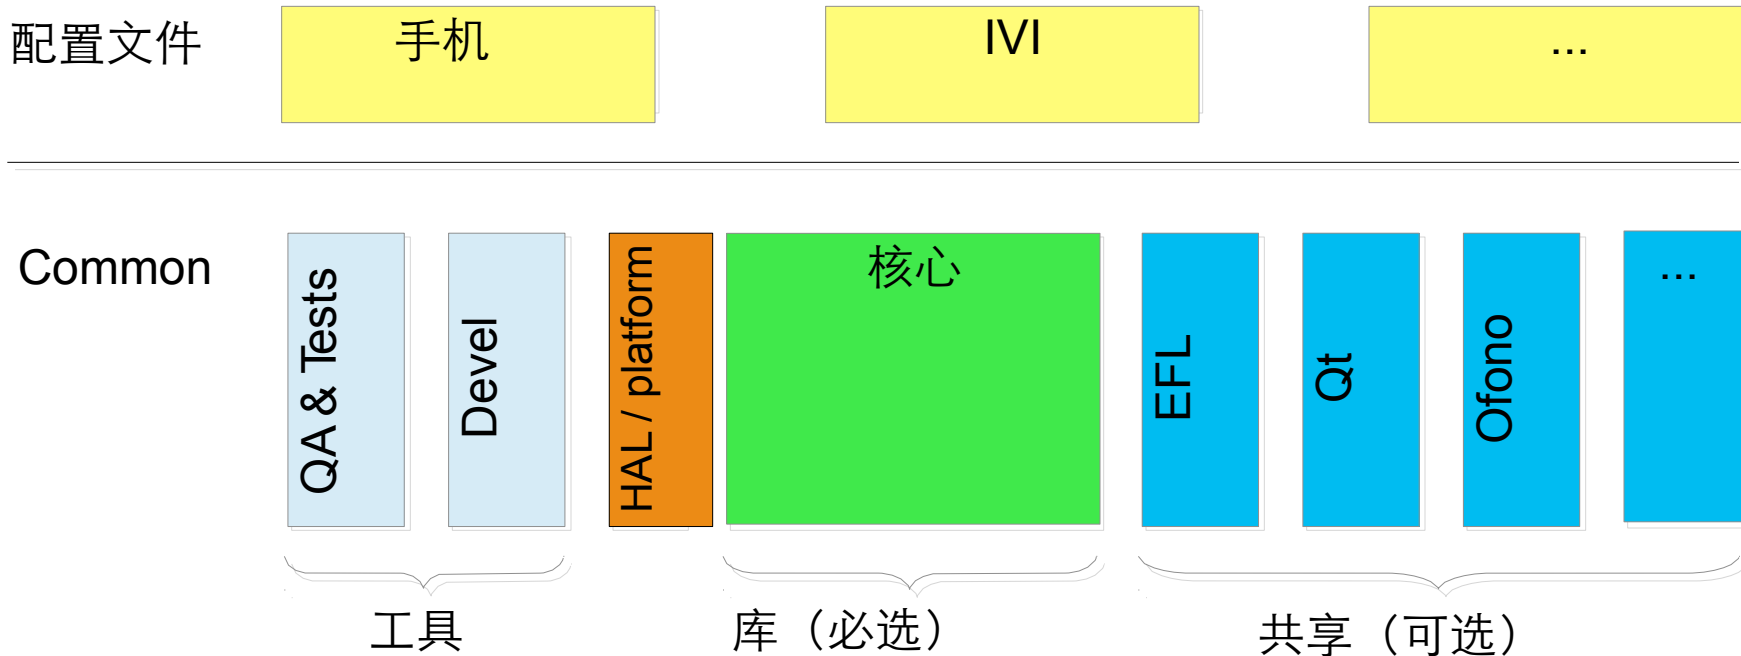 配置文件
手机
IVI
...
Common
QA & Tests
Devel
HAL / platform
核心
EFL
Qt
Ofono
...
工具
库（必选）
共享（可选）